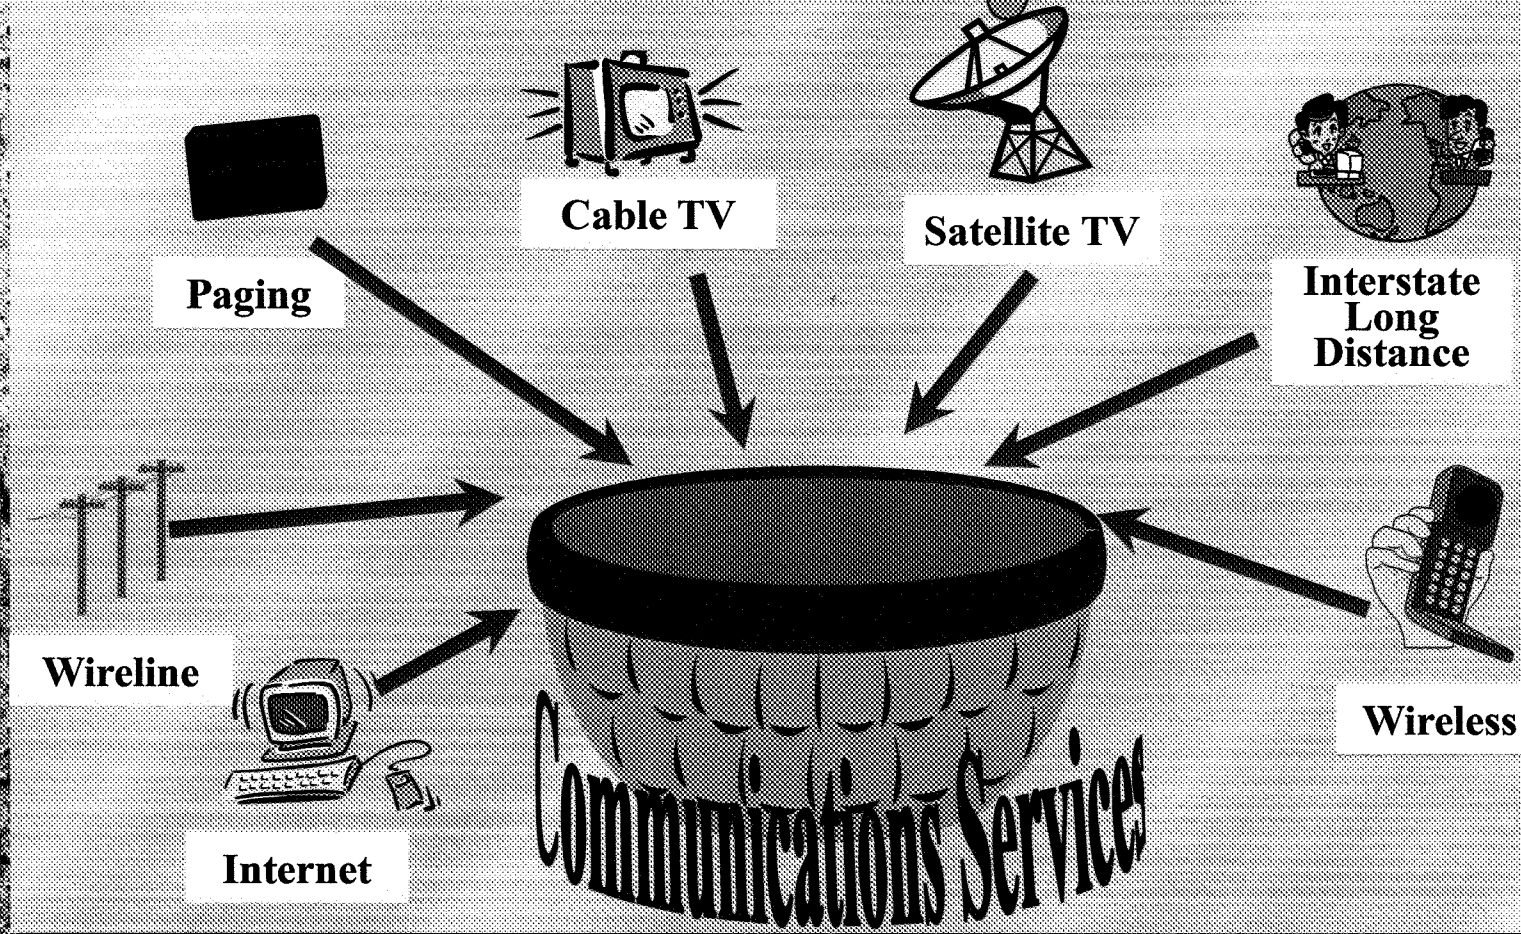 Cable TV
Satellite TV
Paging
Interstate
Long
Distance
Wireline
Wireless
Internet
Communications Services